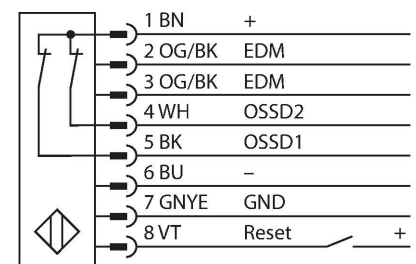 1 BN +
2 OG/BK EDM
3 OG/BK EDM
4 WH OSSD2
5 BK OSSD1
6 BU –
7 GNYE GND
8 VT Reset +